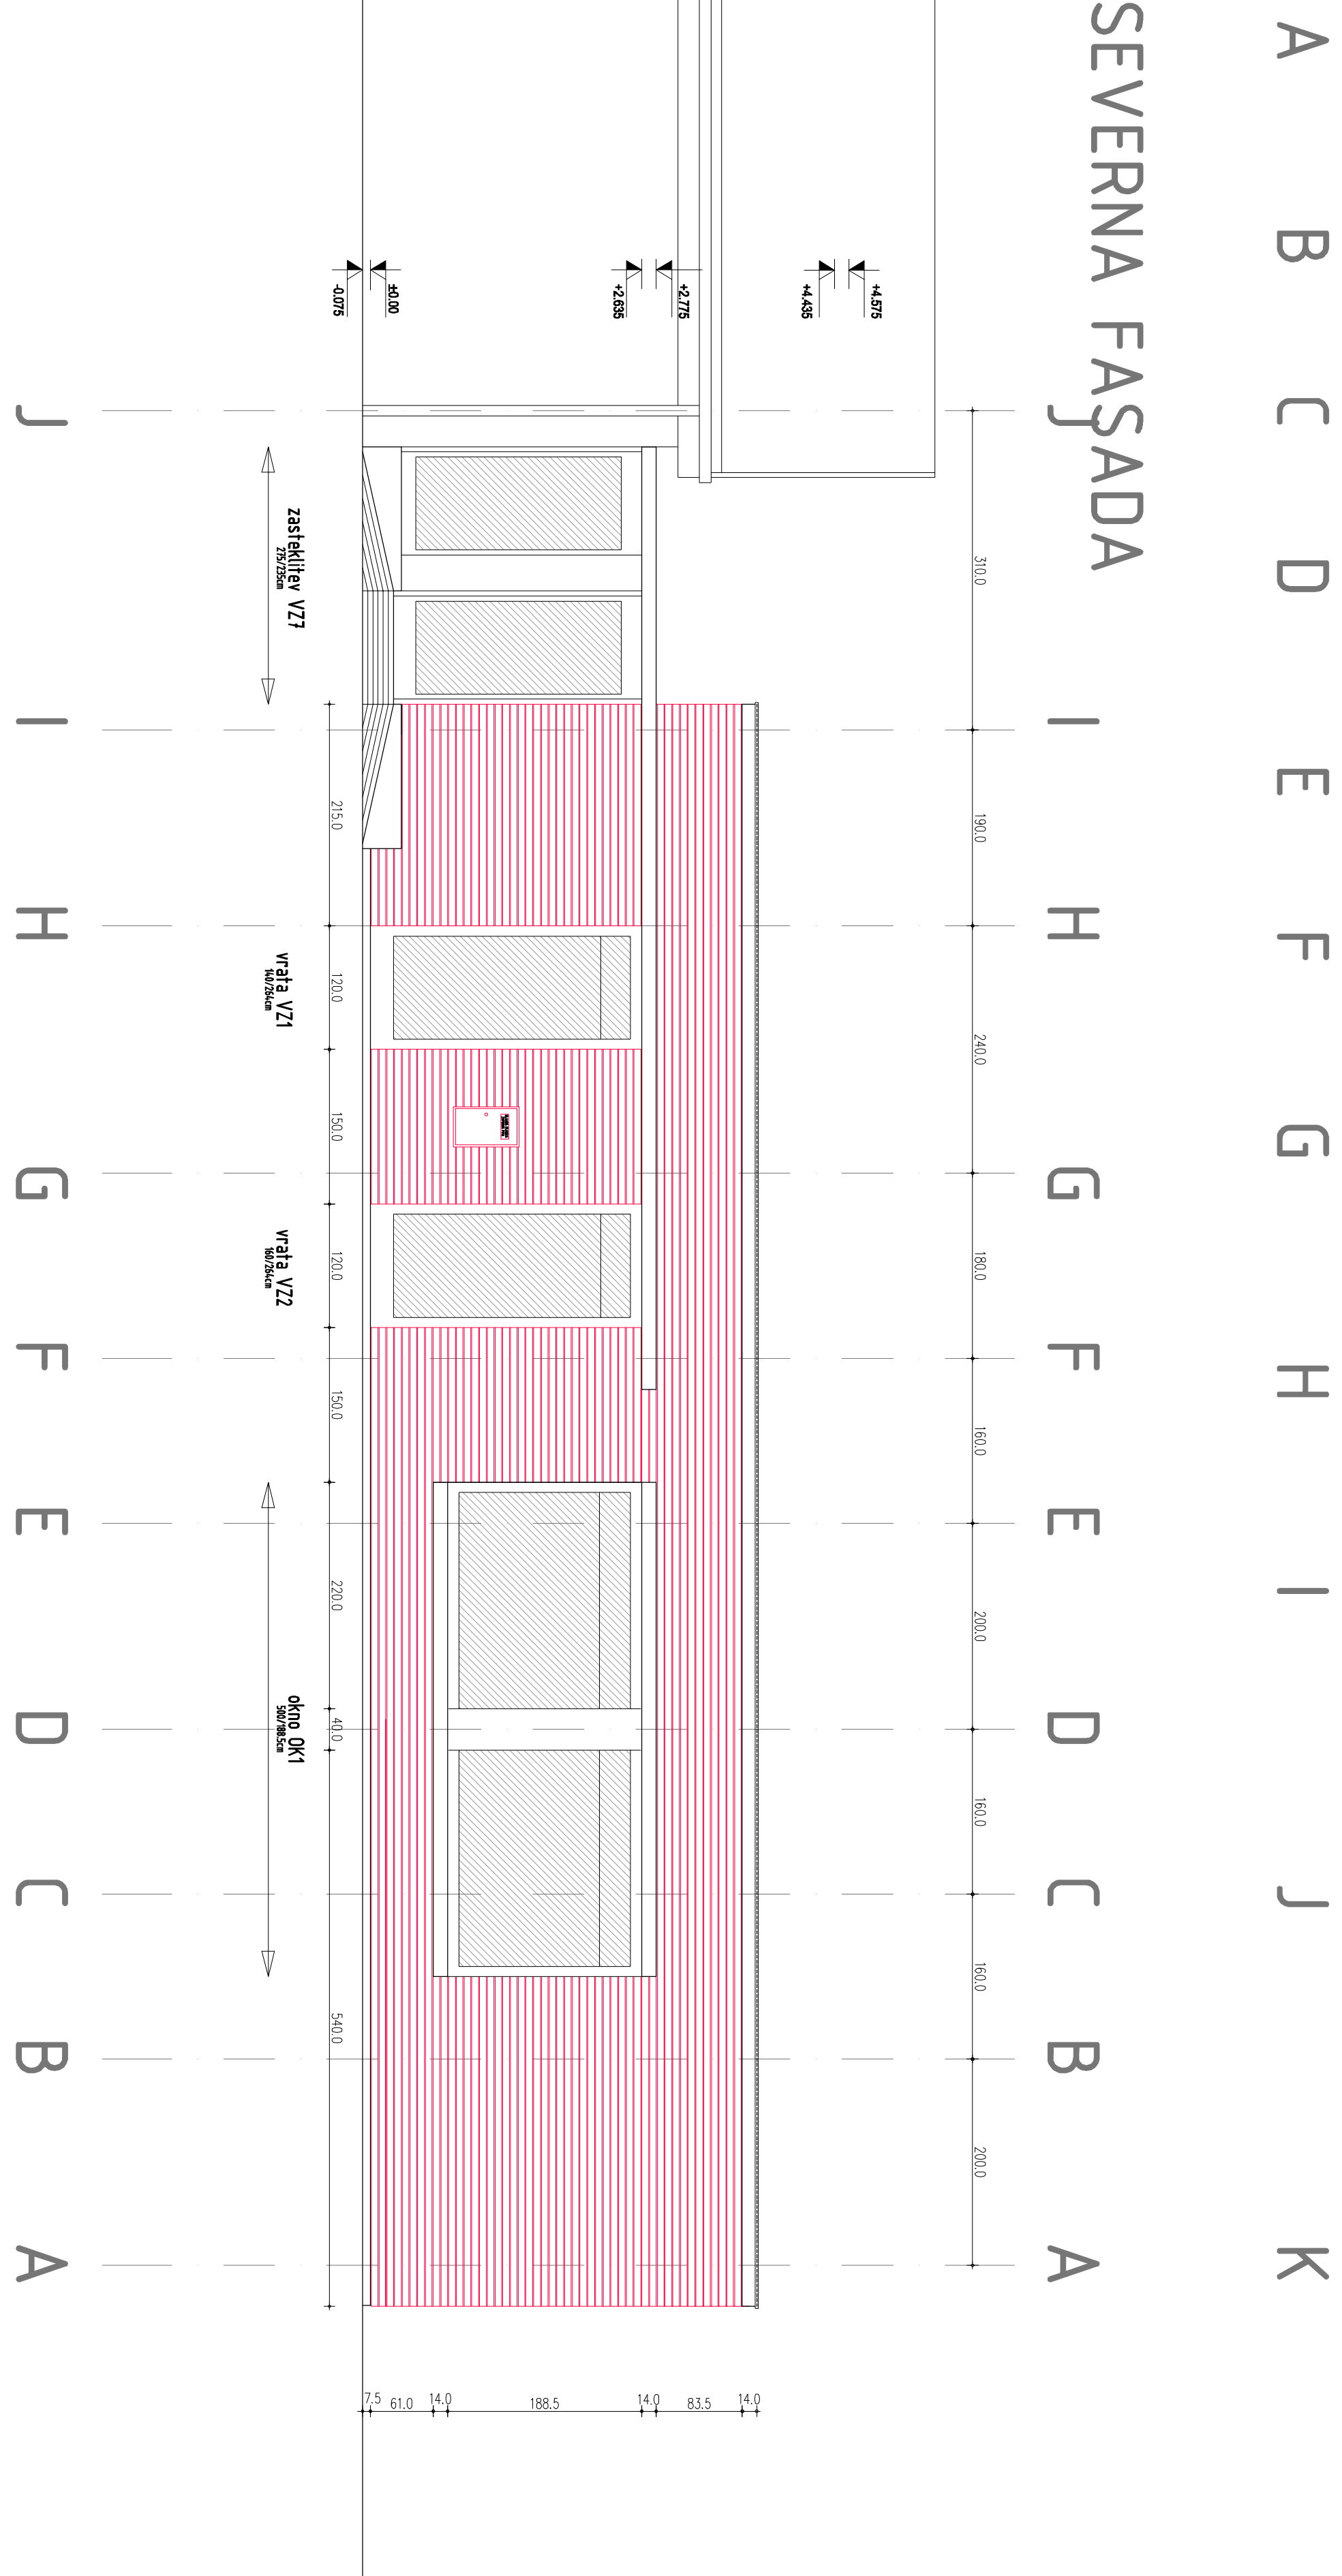 A B C D E F G H I J K
SEVERNA FASADA
J I H G F E D C B A
310.0 190.0 240.0 180.0 160.0 200.0 160.0 160.0 200.0
+4.575
+4.435
+2.775
+2.635
±0.00
-0.075
14.0
83.5
14.0
188.5
14.0
61.0
7.5
215.0 120.0 150.0 120.0 150.0 220.0 40.0 540.0
zasteklitev VZ7
275/235cm
vrata VZ1
140/264cm
vrata VZ2
160/264cm
okno OK1
500/188.5cm
J I H G F E D C B A